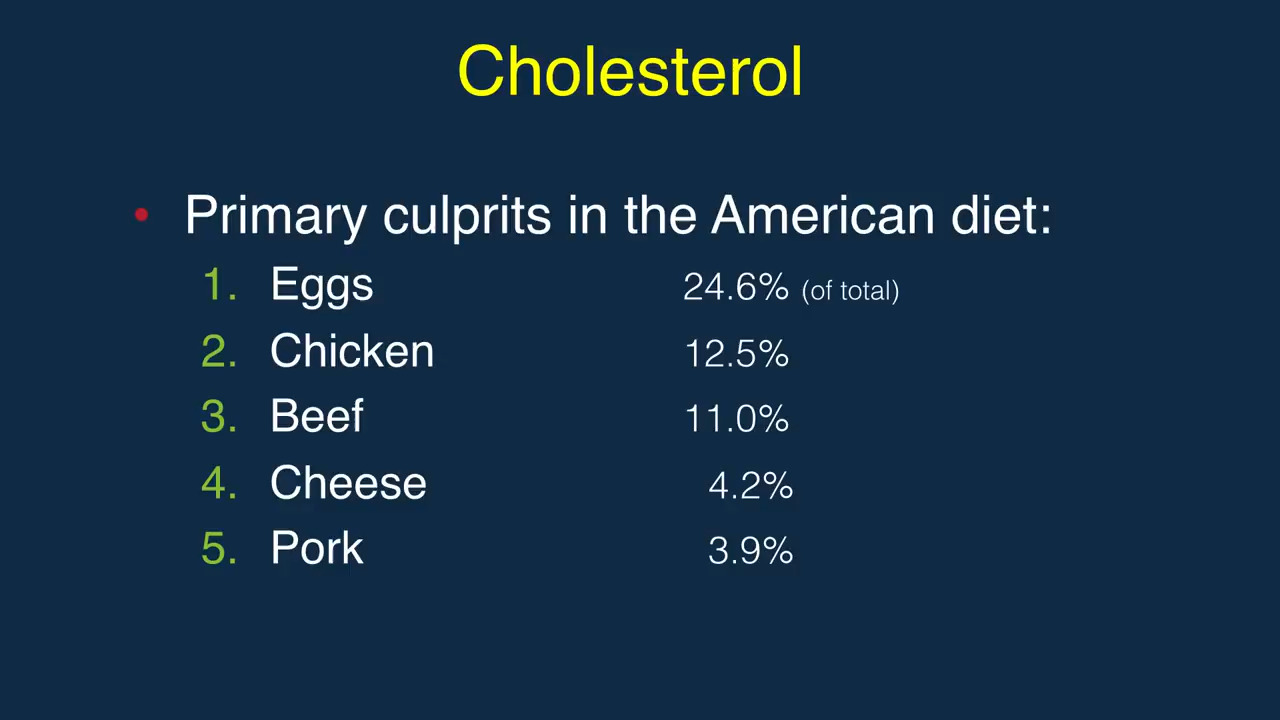 Cholesterol
• Primary culprits in the American diet:
1. Eggs 24.6% (of total)
2. Chicken 12.5%
3. Beef 11.0%
4. Cheese 4.2%
5. Pork 3.9%